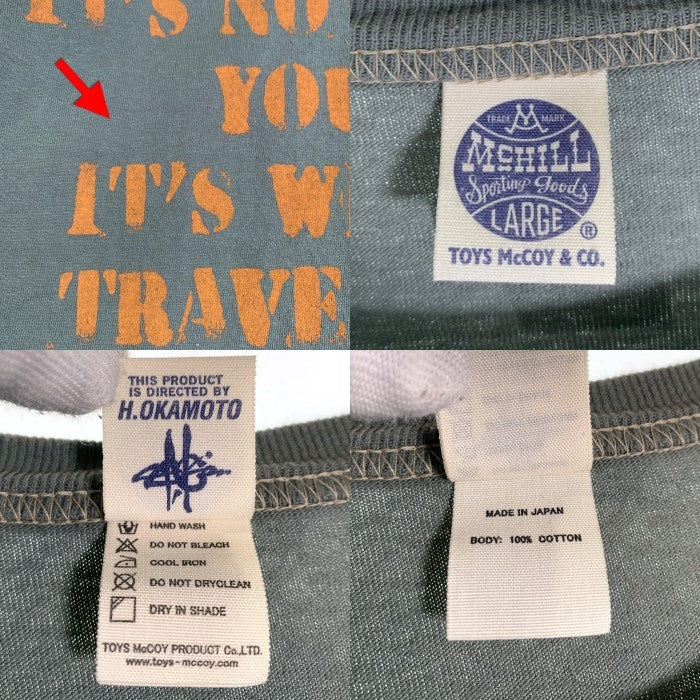 IT'S NO
YOU
IT'S W
TRAVE
TRADE MARK
McHILL
Sporting Goods
LARGE ®
TOYS McCOY & CO.
THIS PRODUCT
IS DIRECTED BY
H.OKAMOTO
HAND WASH
DO NOT BLEACH
COOL IRON
DO NOT DRYCLEAN
DRY IN SHADE
TOYS McCOY PRODUCT Co.,LTD.
www.toys-mccoy.com
MADE IN JAPAN
BODY: 100% COTTON